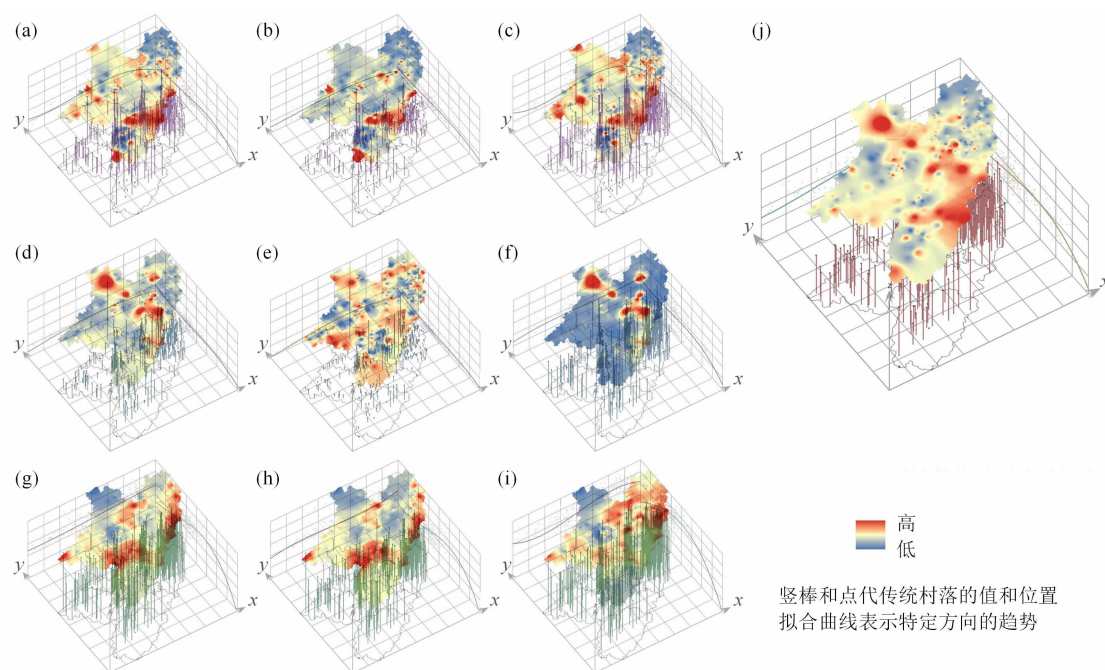 (a)
(b)
(c)
(j)
y
x
y
x
y
x
y
x
(d)
(e)
(f)
y
x
y
x
y
x
(g)
(h)
(i)
y
x
y
x
y
x
高
低
竖棒和点代传统村落的值和位置
拟合曲线表示特定方向的趋势